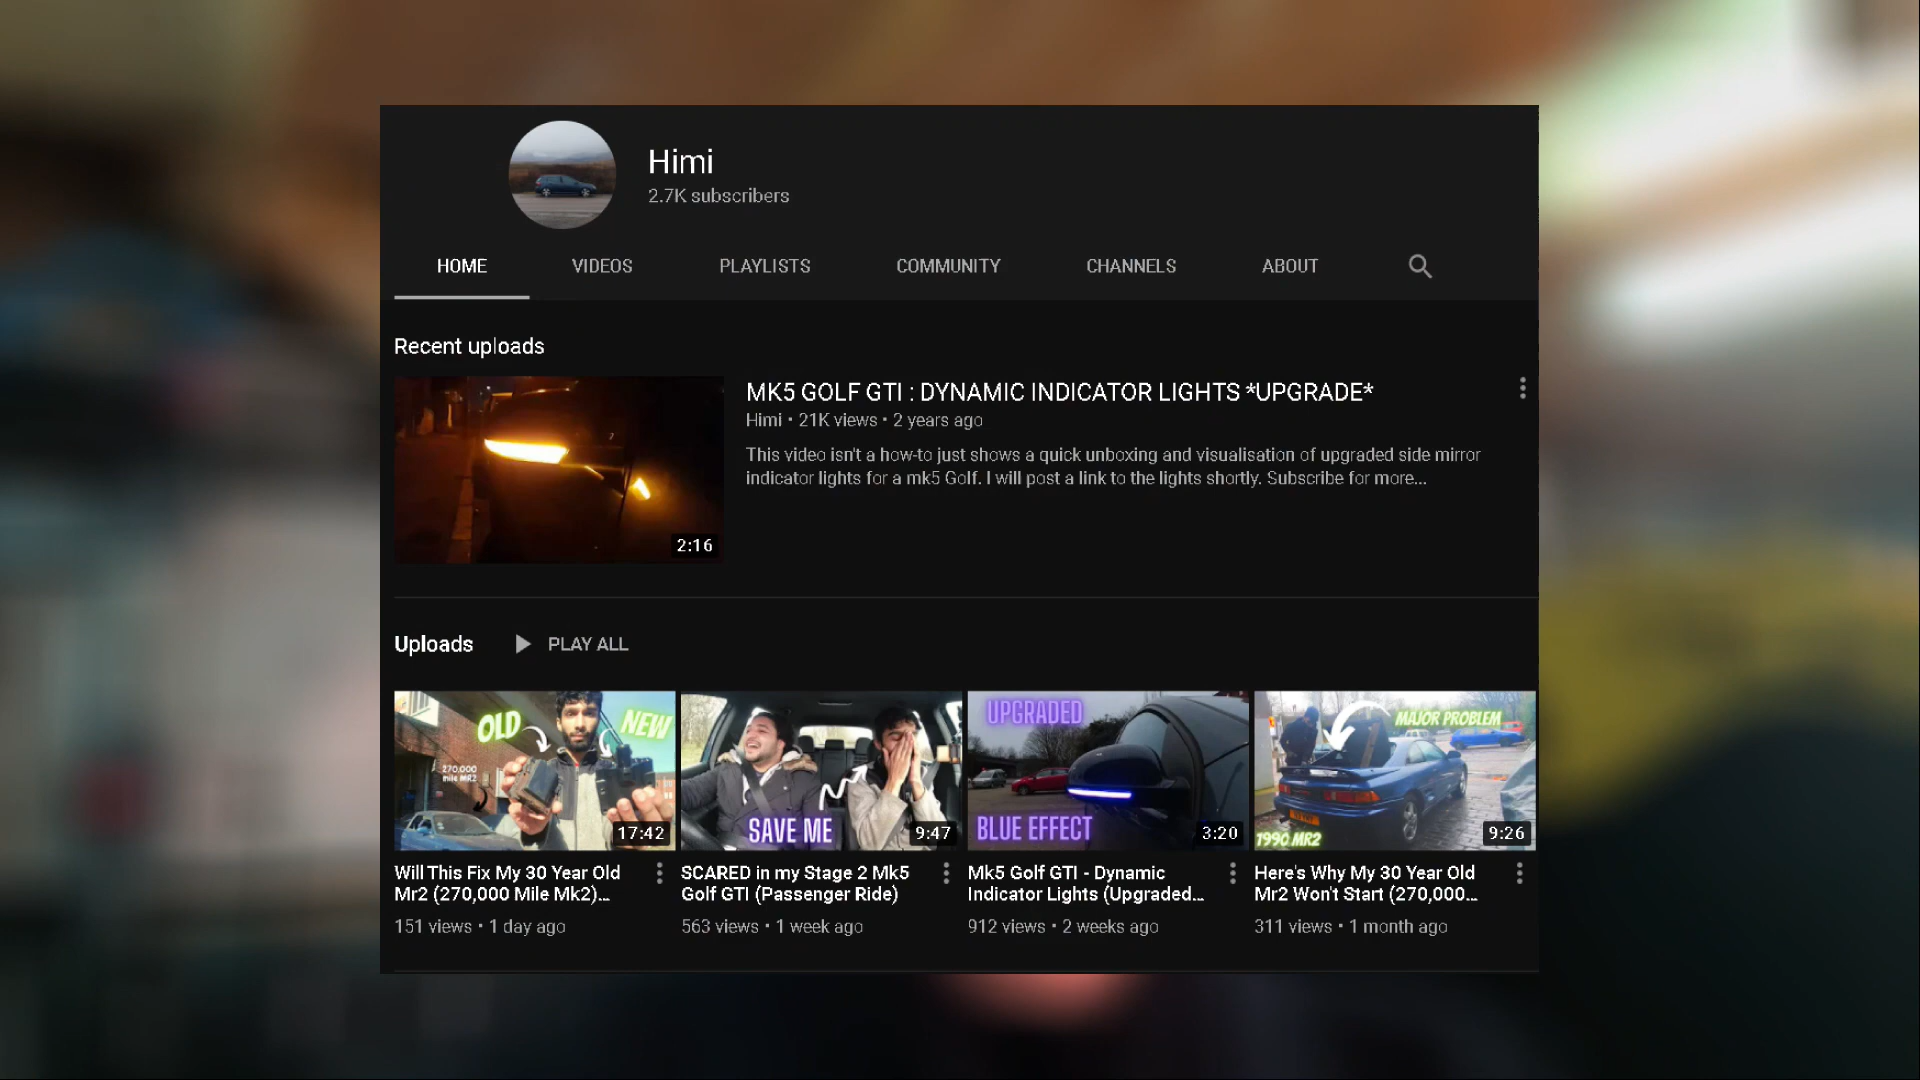 Himi
2.7K subscribers
HOME VIDEOS PLAYLISTS COMMUNITY CHANNELS ABOUT
Recent uploads
2:16
MK5 GOLF GTI : DYNAMIC INDICATOR LIGHTS *UPGRADE*
Himi • 21K views • 2 years ago
This video isn't a how-to just shows a quick unboxing and visualisation of upgraded side mirror
indicator lights for a mk5 Golf. I will post a link to the lights shortly. Subscribe for more...
Uploads PLAY ALL
OLD NEW
270,000
mile MR2
17:42
Will This Fix My 30 Year Old
Mr2 (270,000 Mile Mk2)...
151 views • 1 day ago
SAVE ME
9:47
SCARED in my Stage 2 Mk5
Golf GTI (Passenger Ride)
563 views • 1 week ago
UPGRADED
BLUE EFFECT
3:20
Mk5 Golf GTI - Dynamic
Indicator Lights (Upgraded...
912 views • 2 weeks ago
MAJOR PROBLEM
1990 MR2
9:26
Here's Why My 30 Year Old
Mr2 Won't Start (270,000...
311 views • 1 month ago